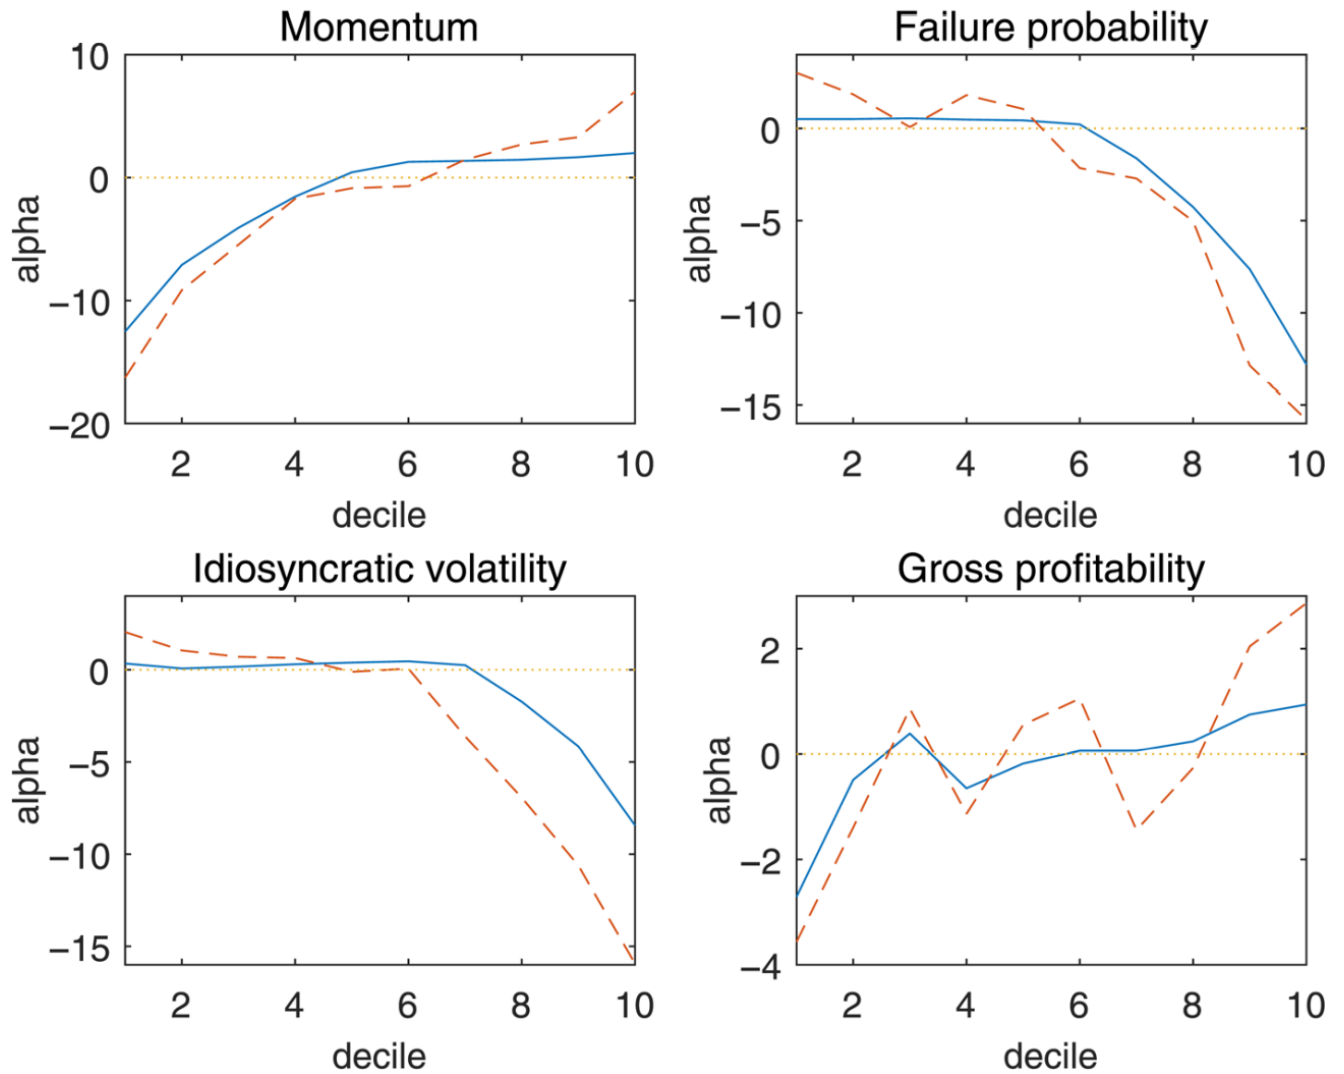 Momentum
10
0
−10
−20
alpha
2 4 6 8 10
decile
Failure probability
0
−5
−10
−15
alpha
2 4 6 8 10
decile
Idiosyncratic volatility
0
−5
−10
−15
alpha
2 4 6 8 10
decile
Gross profitability
2
0
−2
−4
alpha
2 4 6 8 10
decile